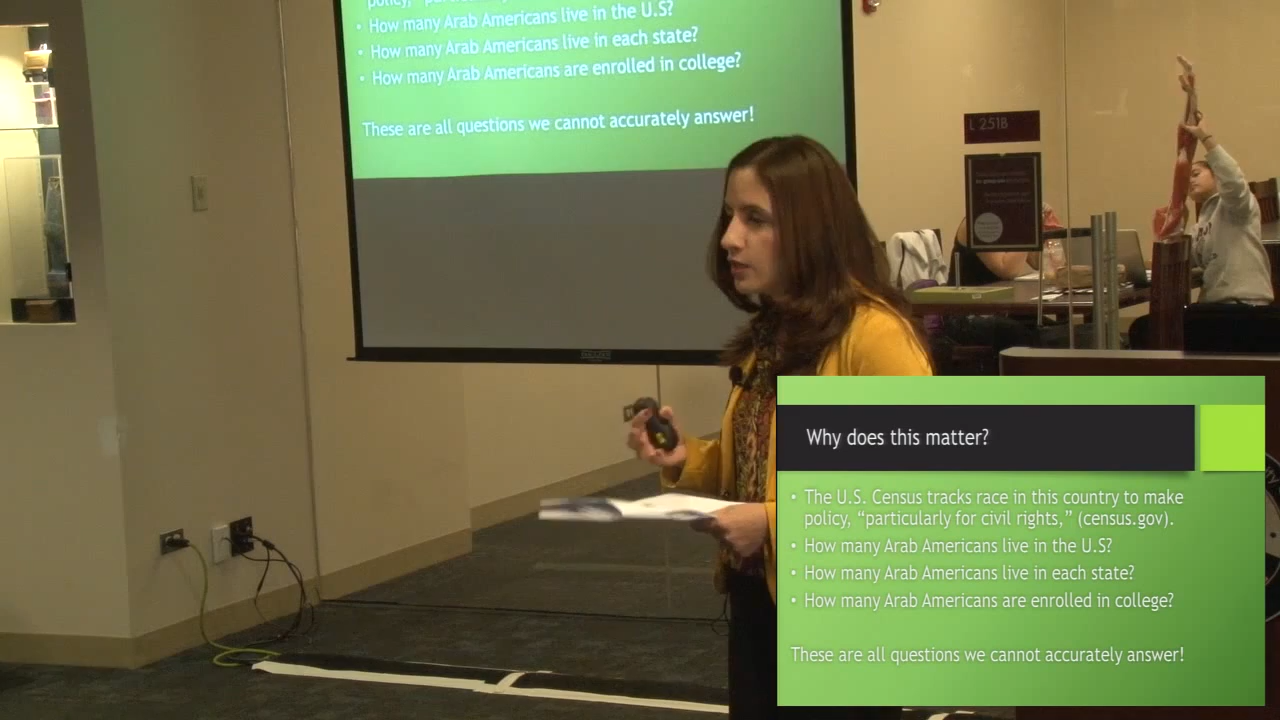 • How many Arab Americans live in the U.S?
• How many Arab Americans live in each state?
• How many Arab Americans are enrolled in college?
These are all questions we cannot accurately answer!
L 251B
Why does this matter?
• The U.S. Census tracks race in this country to make
policy, “particularly for civil rights,” (census.gov).
• How many Arab Americans live in the U.S?
• How many Arab Americans live in each state?
• How many Arab Americans are enrolled in college?
These are all questions we cannot accurately answer!